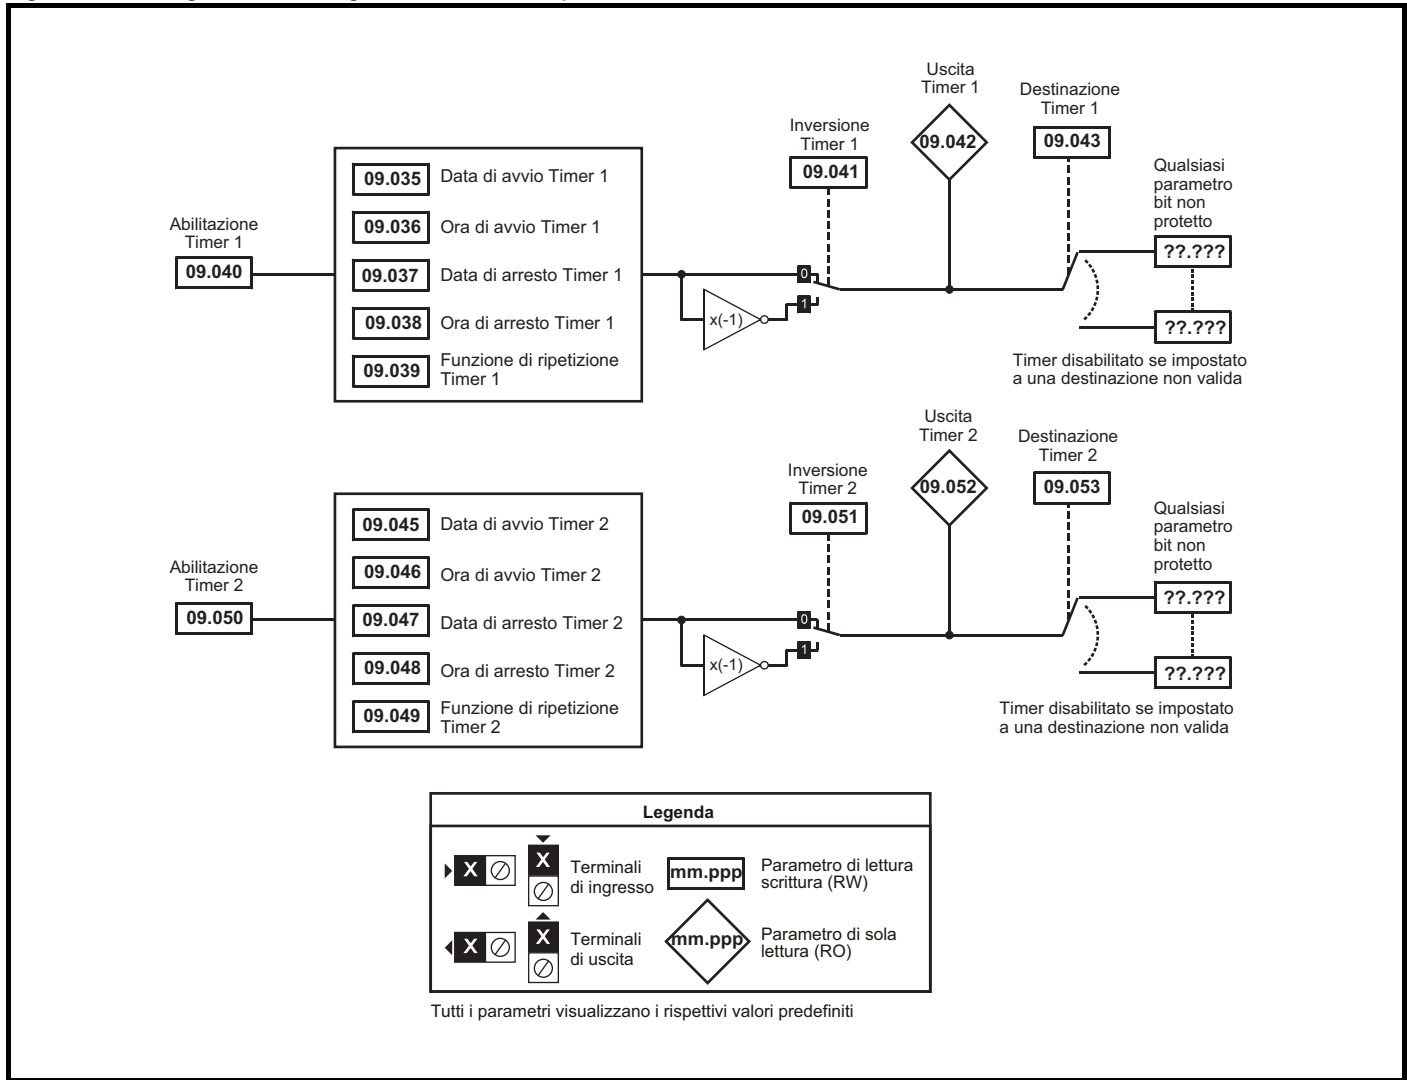 Abilitazione
Timer 1
09.040
09.035 Data di avvio Timer 1
09.036 Ora di avvio Timer 1
09.037 Data di arresto Timer 1
09.038 Ora di arresto Timer 1
09.039 Funzione di ripetizione
Timer 1
x(-1)
0
1
Inversione
Timer 1
09.041
Uscita
Timer 1
09.042
Destinazione
Timer 1
09.043
Qualsiasi
parametro
bit non
protetto
??.???
??.???
Timer disabilitato se impostato
a una destinazione non valida
Abilitazione
Timer 2
09.050
09.045 Data di avvio Timer 2
09.046 Ora di avvio Timer 2
09.047 Data di arresto Timer 2
09.048 Ora di arresto Timer 2
09.049 Funzione di ripetizione
Timer 2
x(-1)
0
1
Inversione
Timer 2
09.051
Uscita
Timer 2
09.052
Destinazione
Timer 2
09.053
Qualsiasi
parametro
bit non
protetto
??.???
??.???
Timer disabilitato se impostato
a una destinazione non valida
Legenda
X X Terminali
di ingresso
mm.ppp Parametro di lettura
scrittura (RW)
X X Terminali
di uscita
mm.ppp Parametro di sola
lettura (RO)
Tutti i parametri visualizzano i rispettivi valori predefiniti